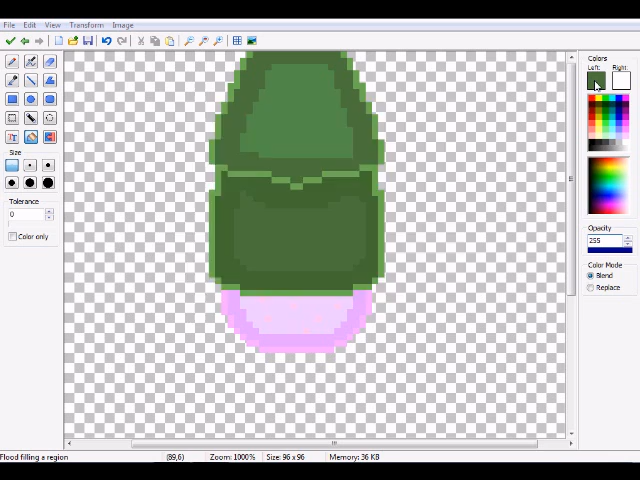 File Edit View Transform Image
Colors
Left: Right:
Size
Tolerance
0
Color only
Opacity
255
Color Mode
Blend
Replace
Flood filling a region (89,6) Zoom: 1000% Size: 96 x 96 Memory: 36 KB